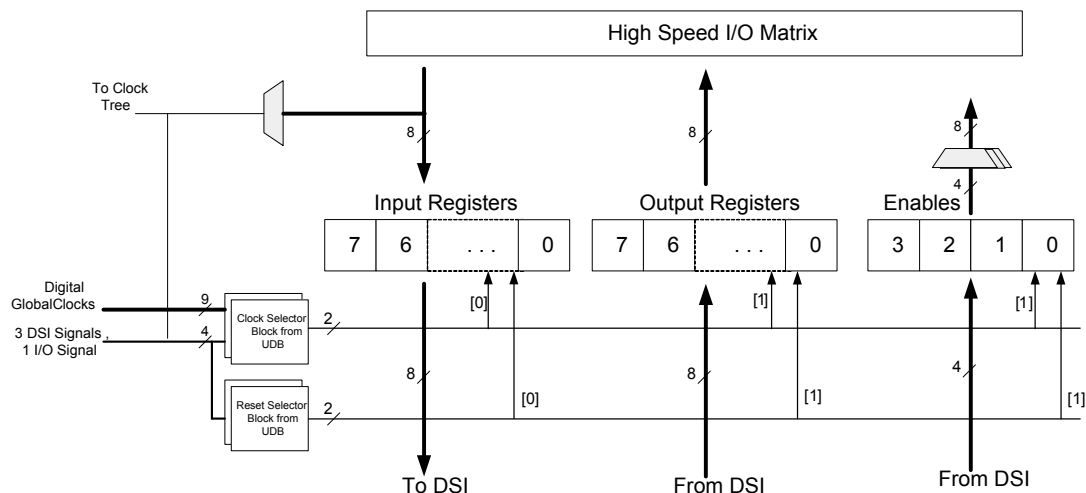 High Speed I/O Matrix
To Clock
Tree
8
8
8
4
Input Registers
Output Registers
Enables
7 6 . . . 0
7 6 . . . 0
3 2 1 0
Digital
GlobalClocks
9
[0]
[1]
[1]
3 DSI Signals ,
1 I/O Signal
4
Clock Selector
Block from
UDB
2
8
8
4
Reset Selector
Block from
UDB
2
[0]
[1]
[1]
To DSI
From DSI
From DSI